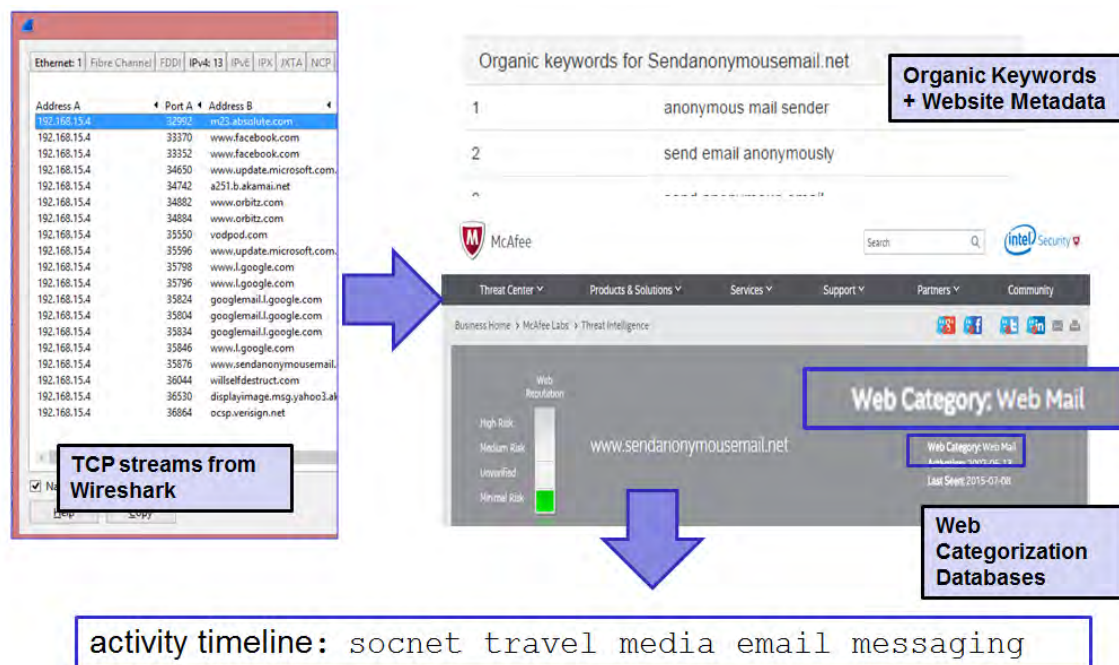 Ethernet: 1 Fibre Channel FDDI IPv4: 13 IPv6 IPX JXTA NCP
Address A Port A Address B
192.168.15.4 32992 m23.absolute.com
192.168.15.4 33370 www.facebook.com
192.168.15.4 33352 www.facebook.com
192.168.15.4 34650 www.update.microsoft.com.
192.168.15.4 34742 a251.b.akamai.net
192.168.15.4 34882 www.orbitz.com
192.168.15.4 34884 www.orbitz.com
192.168.15.4 35550 vodpod.com
192.168.15.4 35596 www.update.microsoft.com.
192.168.15.4 35798 www.l.google.com
192.168.15.4 35796 www.l.google.com
192.168.15.4 35824 googlemail.l.google.com
192.168.15.4 35804 googlemail.l.google.com
192.168.15.4 35834 googlemail.l.google.com
192.168.15.4 35846 www.l.google.com
192.168.15.4 35876 www.sendanonymousemail.
192.168.15.4 36044 willselfdestruct.com
192.168.15.4 36530 displayimage.msg.yahoo3.ak
192.168.15.4 36864 ocsp.verisign.net
TCP streams from
Wireshark
Help Copy
Organic keywords for Sendanonymousemail.net
1 anonymous mail sender
2 send email anonymously
Organic Keywords
+ Website Metadata
McAfee
Search
intel Security
Threat Center Products & Solutions Services Support Partners Community
Business Home > McAfee Labs > Threat Intelligence
Web
Reputation
High Risk
Medium Risk
Unverified
Minimal Risk
www.sendanonymousemail.net
Web Category: Web Mail
Web Category: Web Mail
Last Seen: 2015-07-08
Web
Categorization
Databases
activity timeline: socnet travel media email messaging